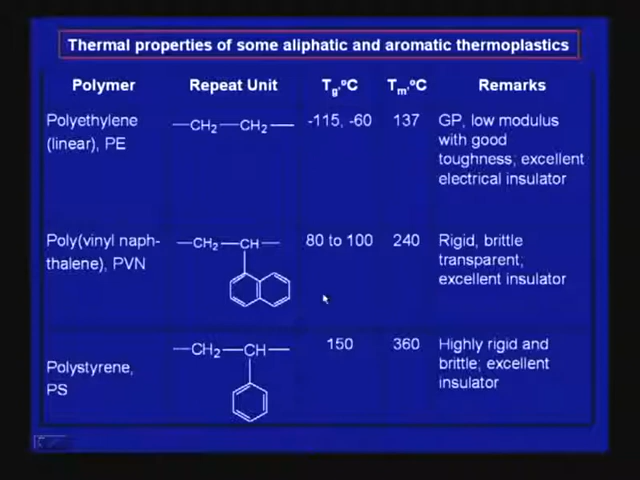 Thermal properties of some aliphatic and aromatic thermoplastics
Polymer Repeat Unit Tg,ºC Tm,ºC Remarks
Polyethylene (linear), PE
—CH2—CH2—
-115, -60
137
GP, low modulus
with good
toughness; excellent
electrical insulator
Poly(vinyl naph-
thalene), PVN
—CH2—CH—
80 to 100
240
Rigid, brittle
transparent;
excellent insulator
Polystyrene,
PS
—CH2—CH—
150
360
Highly rigid and
brittle; excellent
insulator